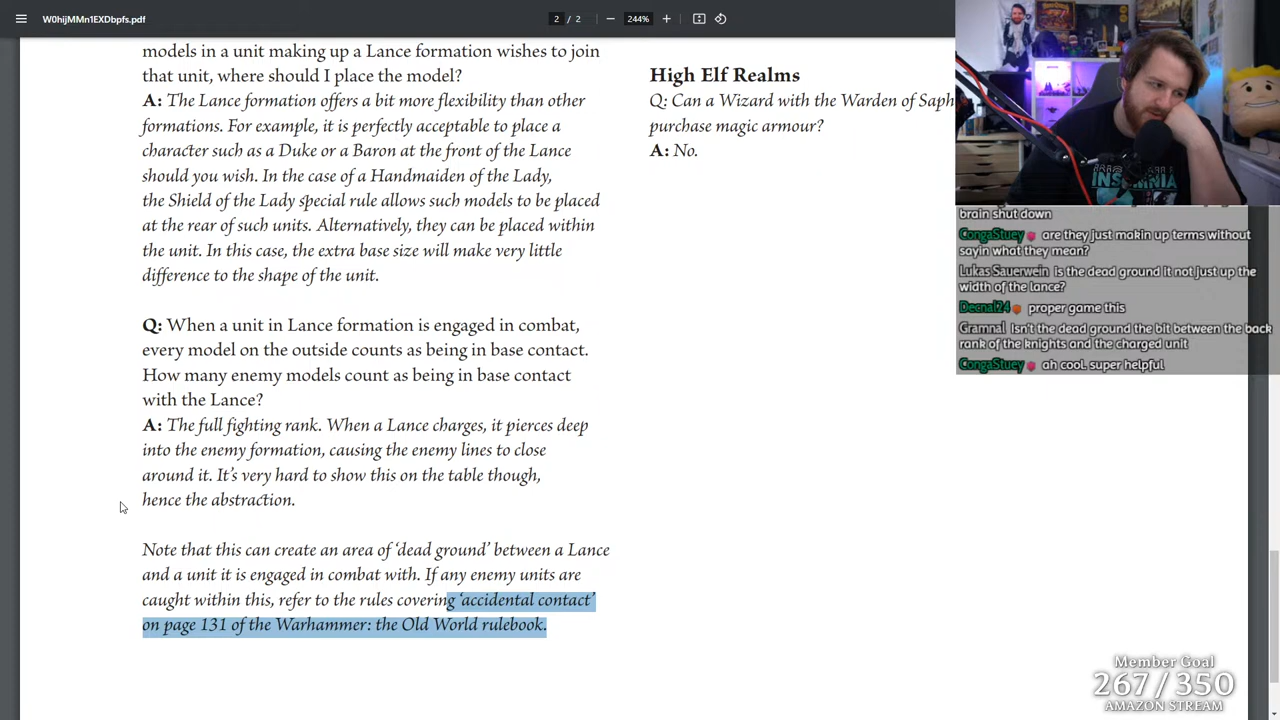 W0hijMMn1EXDbpfs.pdf
2 / 2
244%
models in a unit making up a Lance formation wishes to join
that unit, where should I place the model?
A: The Lance formation offers a bit more flexibility than other
formations. For example, it is perfectly acceptable to place a
character such as a Duke or a Baron at the front of the Lance
should you wish. In the case of a Handmaiden of the Lady,
the Shield of the Lady special rule allows such models to be placed
at the rear of such units. Alternatively, they can be placed within
the unit. In this case, the extra base size will make very little
difference to the shape of the unit.
Q: When a unit in Lance formation is engaged in combat,
every model on the outside counts as being in base contact.
How many enemy models count as being in base contact
with the Lance?
A: The full fighting rank. When a Lance charges, it pierces deep
into the enemy formation, causing the enemy lines to close
around it. It's very hard to show this on the table though,
hence the abstraction.
Note that this can create an area of 'dead ground' between a Lance
and a unit it is engaged in combat with. If any enemy units are
caught within this, refer to the rules covering 'accidental contact'
on page 131 of the Warhammer: the Old World rulebook.
High Elf Realms
Q: Can a Wizard with the Warden of Saph
purchase magic armour?
A: No.
INSOMNIA
brain shut down
CongaStuey are they just makin up terms without
sayin what they mean?
Lukas Sauerwein is the dead ground it not just up the
width of the lance?
Decnal24 proper game this
Gramnal Isn't the dead ground the bit between the back
rank of the knights and the charged unit
CongaStuey ah cool. super helpful
Member Goal
267 / 350
AMAZON STREAM